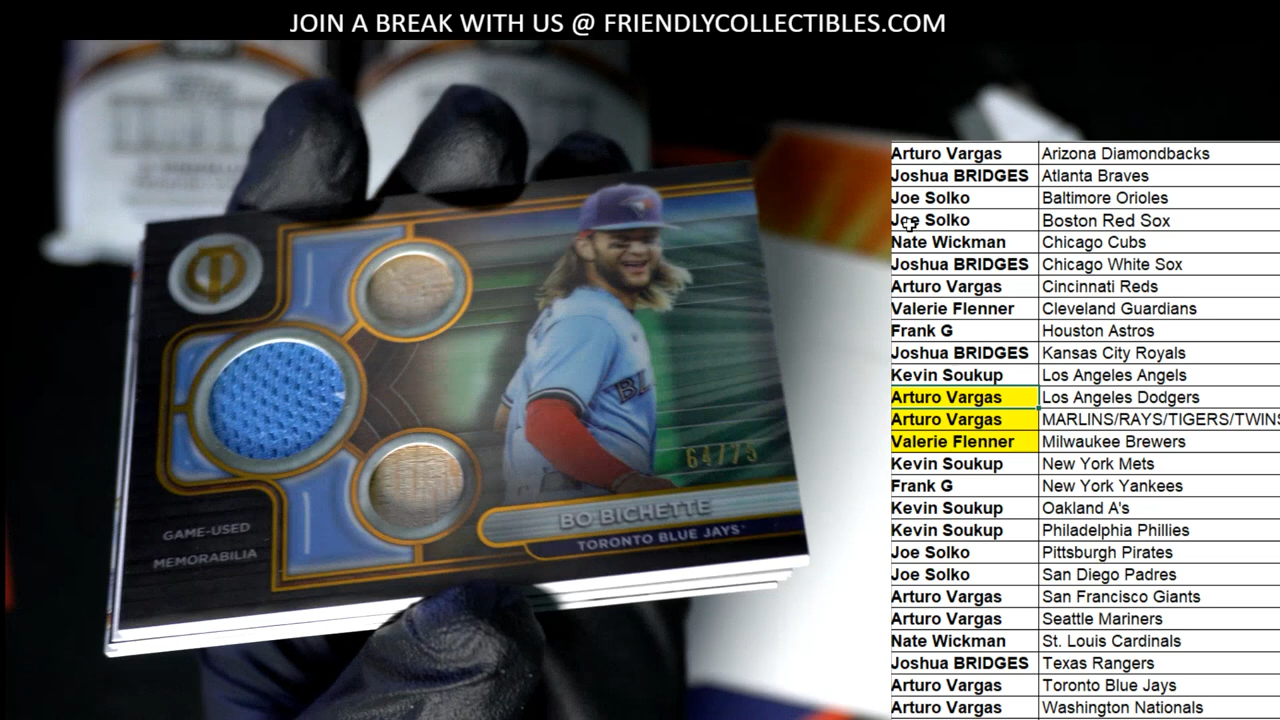 JOIN A BREAK WITH US @ FRIENDLYCOLLECTIBLES.COM
Arturo Vargas Arizona Diamondbacks
Joshua BRIDGES Atlanta Braves
Joe Solko Baltimore Orioles
Joe Solko Boston Red Sox
Nate Wickman Chicago Cubs
Joshua BRIDGES Chicago White Sox
Arturo Vargas Cincinnati Reds
Valerie Flenner Cleveland Guardians
Frank G Houston Astros
Joshua BRIDGES Kansas City Royals
Kevin Soukup Los Angeles Angels
Arturo Vargas Los Angeles Dodgers
Arturo Vargas MARLINS/RAYS/TIGERS/TWINS
Valerie Flenner Milwaukee Brewers
Kevin Soukup New York Mets
Frank G New York Yankees
Kevin Soukup Oakland A's
Kevin Soukup Philadelphia Phillies
Joe Solko Pittsburgh Pirates
Joe Solko San Diego Padres
Arturo Vargas San Francisco Giants
Arturo Vargas Seattle Mariners
Nate Wickman St. Louis Cardinals
Joshua BRIDGES Texas Rangers
Arturo Vargas Toronto Blue Jays
Arturo Vargas Washington Nationals
64/75
BO BICHETTE
TORONTO BLUE JAYS
GAME-USED
MEMORABILIA